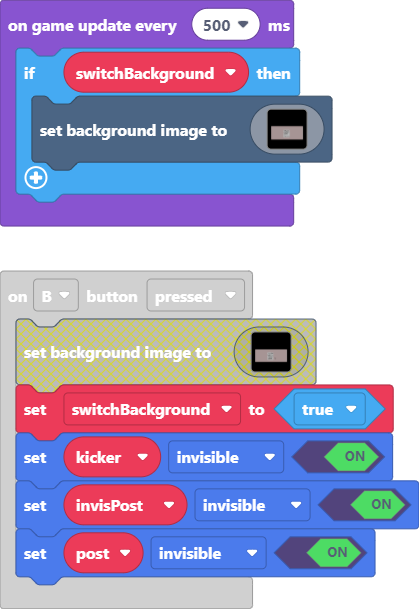 on game update every 500 ms
if switchBackground then
set background image to
on B button pressed
set background image to
set switchBackground to true
set kicker invisible ON
set invisPost invisible ON
set post invisible ON